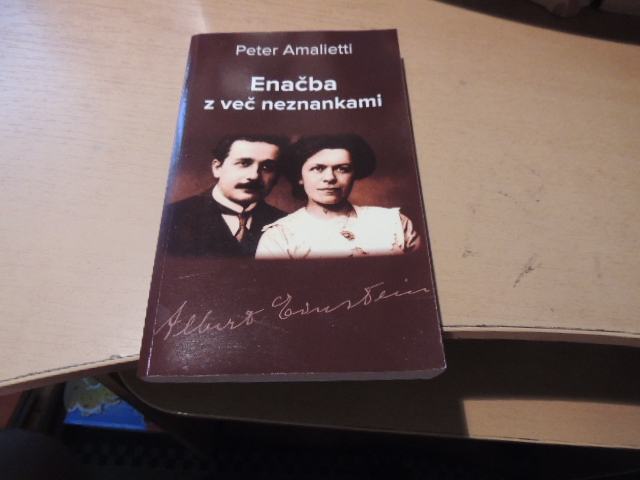 Peter Amalietti
Enačba
z več neznankami
Albert Einstein